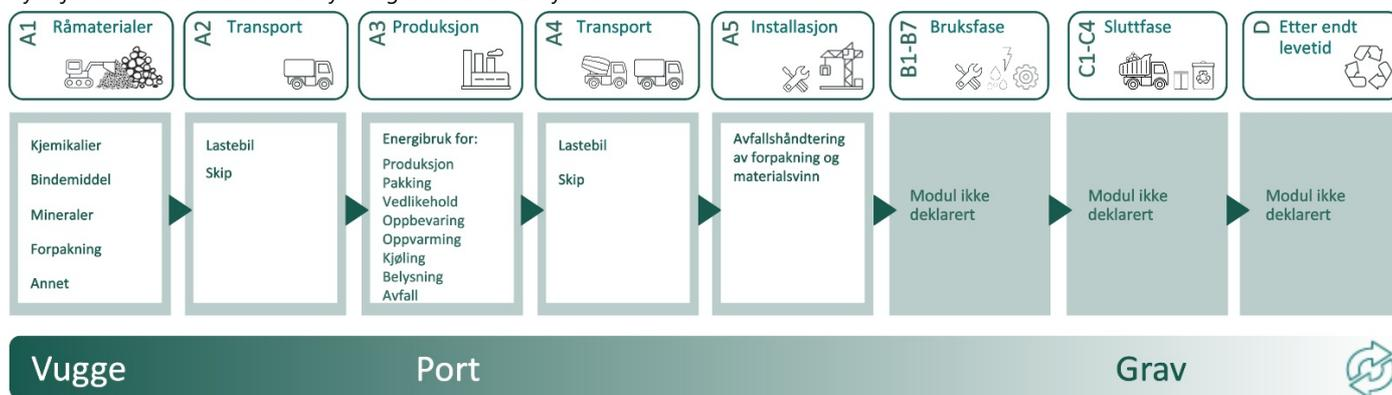 A1 Råmaterialer
A2 Transport
A3 Produksjon
A4 Transport
A5 Installasjon
B1-B7 Bruksfase
C1-C4 Sluttfase
D Etter endt
levetid
Kjemikalier
Bindemiddel
Mineraler
Forpakning
Annet
Lastebil
Skip
Energibruk for:
Produksjon
Pakking
Vedlikehold
Oppbevaring
Oppvarming
Kjøling
Belysning
Avfall
Lastebil
Skip
Avfallshåndtering
av forpakning og
materialsvinn
Modul ikke
deklarert
Modul ikke
deklarert
Modul ikke
deklarert
Vugge
Port
Grav